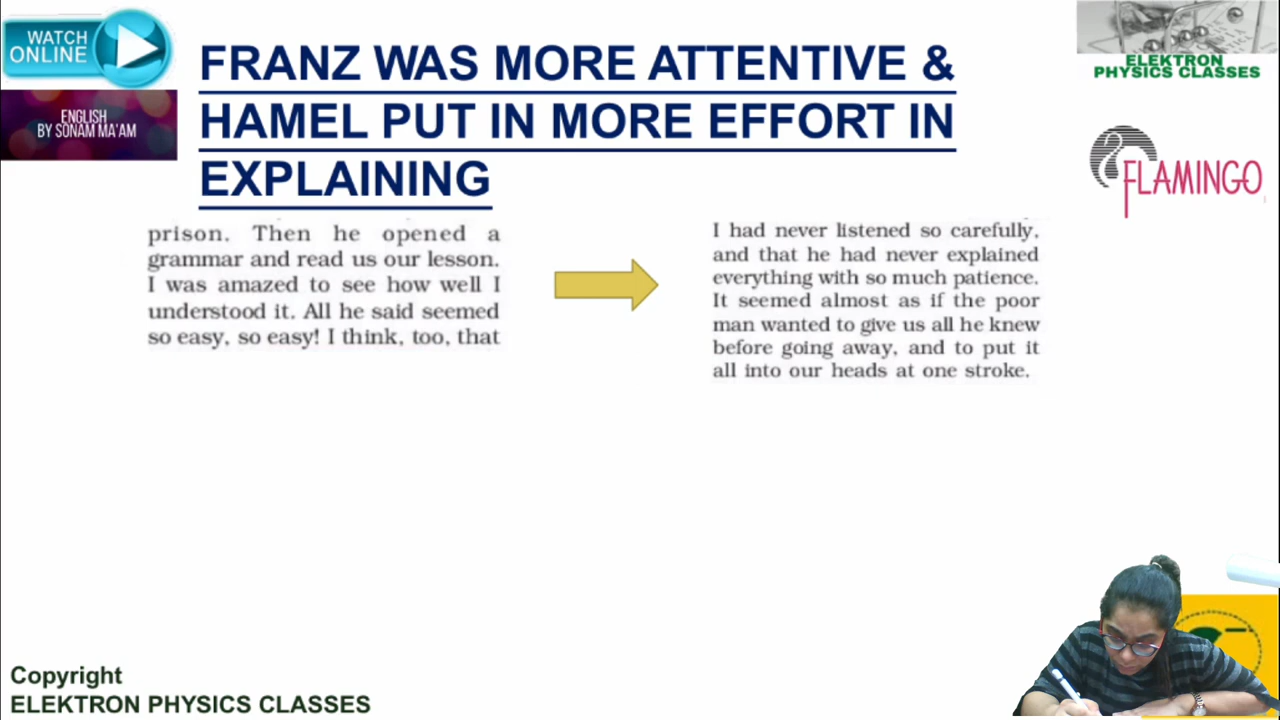 WATCH
ONLINE
ENGLISH
BY SONAM MA'AM
FRANZ WAS MORE ATTENTIVE &
HAMEL PUT IN MORE EFFORT IN
EXPLAINING
ELEKTRON
PHYSICS CLASSES
FLAMINGO
prison. Then he opened a
grammar and read us our lesson.
I was amazed to see how well I
understood it. All he said seemed
so easy, so easy! I think, too, that
I had never listened so carefully,
and that he had never explained
everything with so much patience.
It seemed almost as if the poor
man wanted to give us all he knew
before going away, and to put it
all into our heads at one stroke.
Copyright
ELEKTRON PHYSICS CLASSES